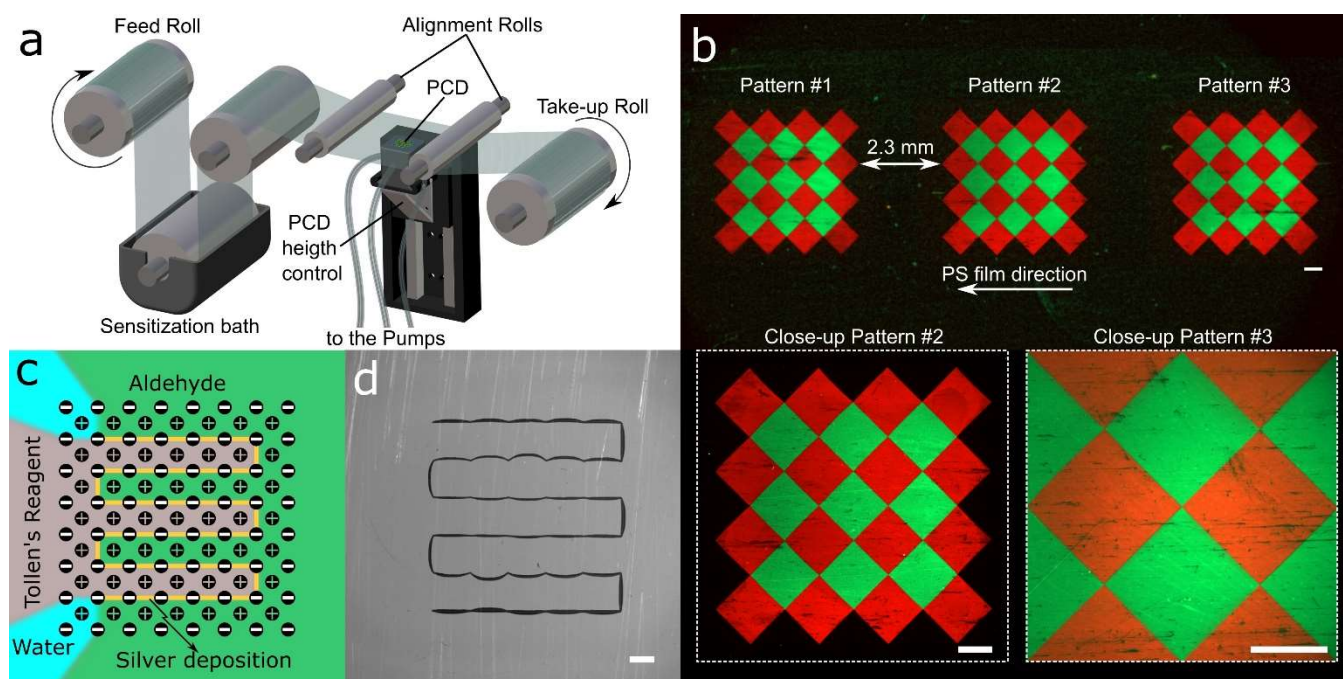 a
Feed Roll
Alignment Rolls
PCD
Take-up Roll
PCD
heigth
control
Sensitization bath
to the Pumps
b
Pattern #1
Pattern #2
Pattern #3
2.3 mm
PS film direction
Close-up Pattern #2
Close-up Pattern #3
c
Aldehyde
Tollen's Reagent
Water
Silver deposition
d